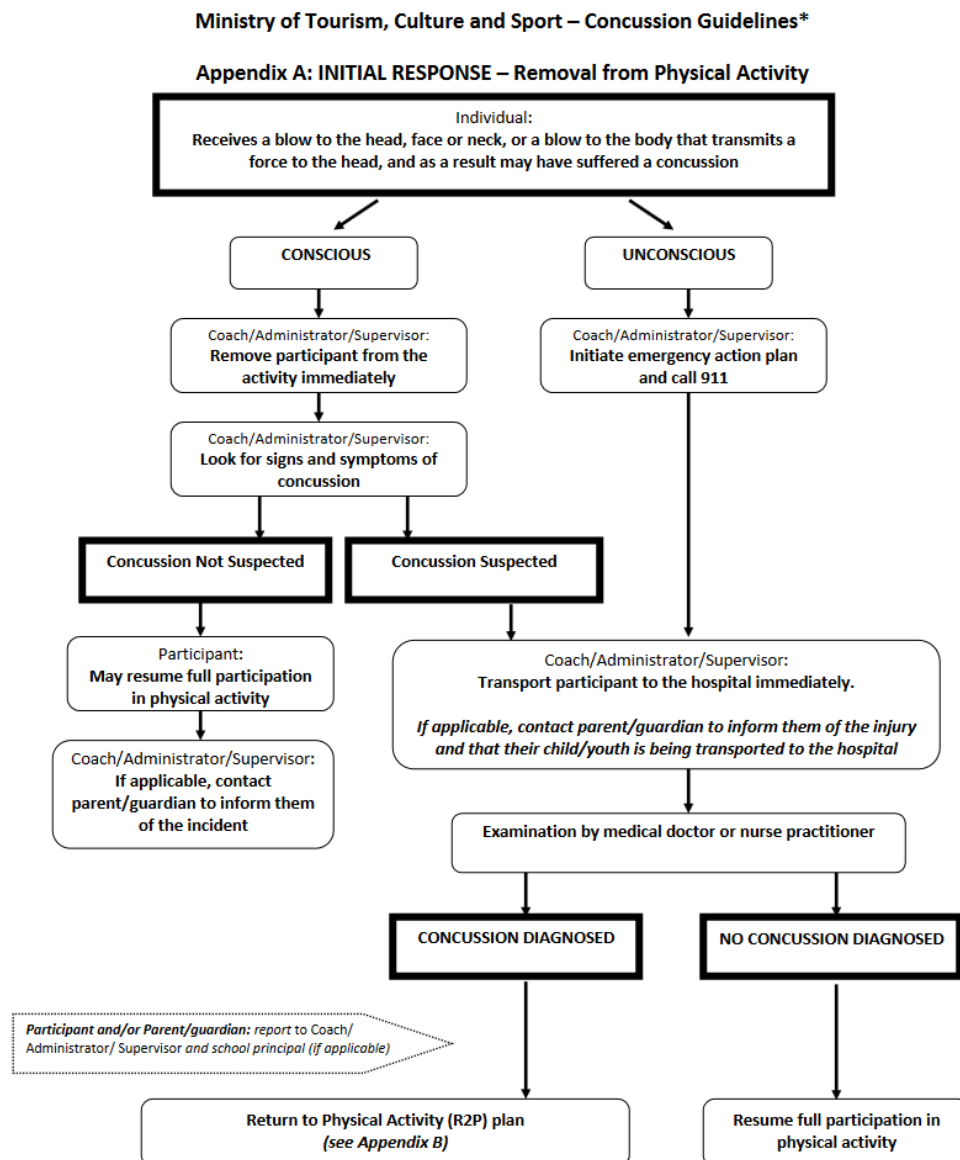 Ministry of Tourism, Culture and Sport – Concussion Guidelines*
Appendix A: INITIAL RESPONSE – Removal from Physical Activity
Individual:
Receives a blow to the head, face or neck, or a blow to the body that transmits a
force to the head, and as a result may have suffered a concussion
CONSCIOUS
UNCONSCIOUS
Coach/Administrator/Supervisor:
Remove participant from the
activity immediately
Coach/Administrator/Supervisor:
Initiate emergency action plan
and call 911
Coach/Administrator/Supervisor:
Look for signs and symptoms of
concussion
Concussion Not Suspected
Concussion Suspected
Participant:
May resume full participation
in physical activity
Coach/Administrator/Supervisor:
If applicable, contact
parent/guardian to inform them
of the incident
Coach/Administrator/Supervisor:
Transport participant to the hospital immediately.
If applicable, contact parent/guardian to inform them of the injury
and that their child/youth is being transported to the hospital
Examination by medical doctor or nurse practitioner
CONCUSSION DIAGNOSED
NO CONCUSSION DIAGNOSED
Participant and/or Parent/guardian: report to Coach/
Administrator/ Supervisor and school principal (if applicable)
Return to Physical Activity (R2P) plan
(see Appendix B)
Resume full participation in
physical activity